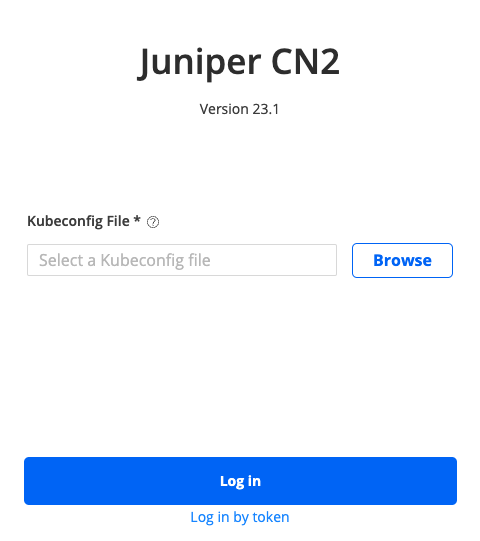 Juniper CN2
Version 23.1
Kubeconfig File *
Select a Kubeconfig file
Browse
Log in
Log in by token